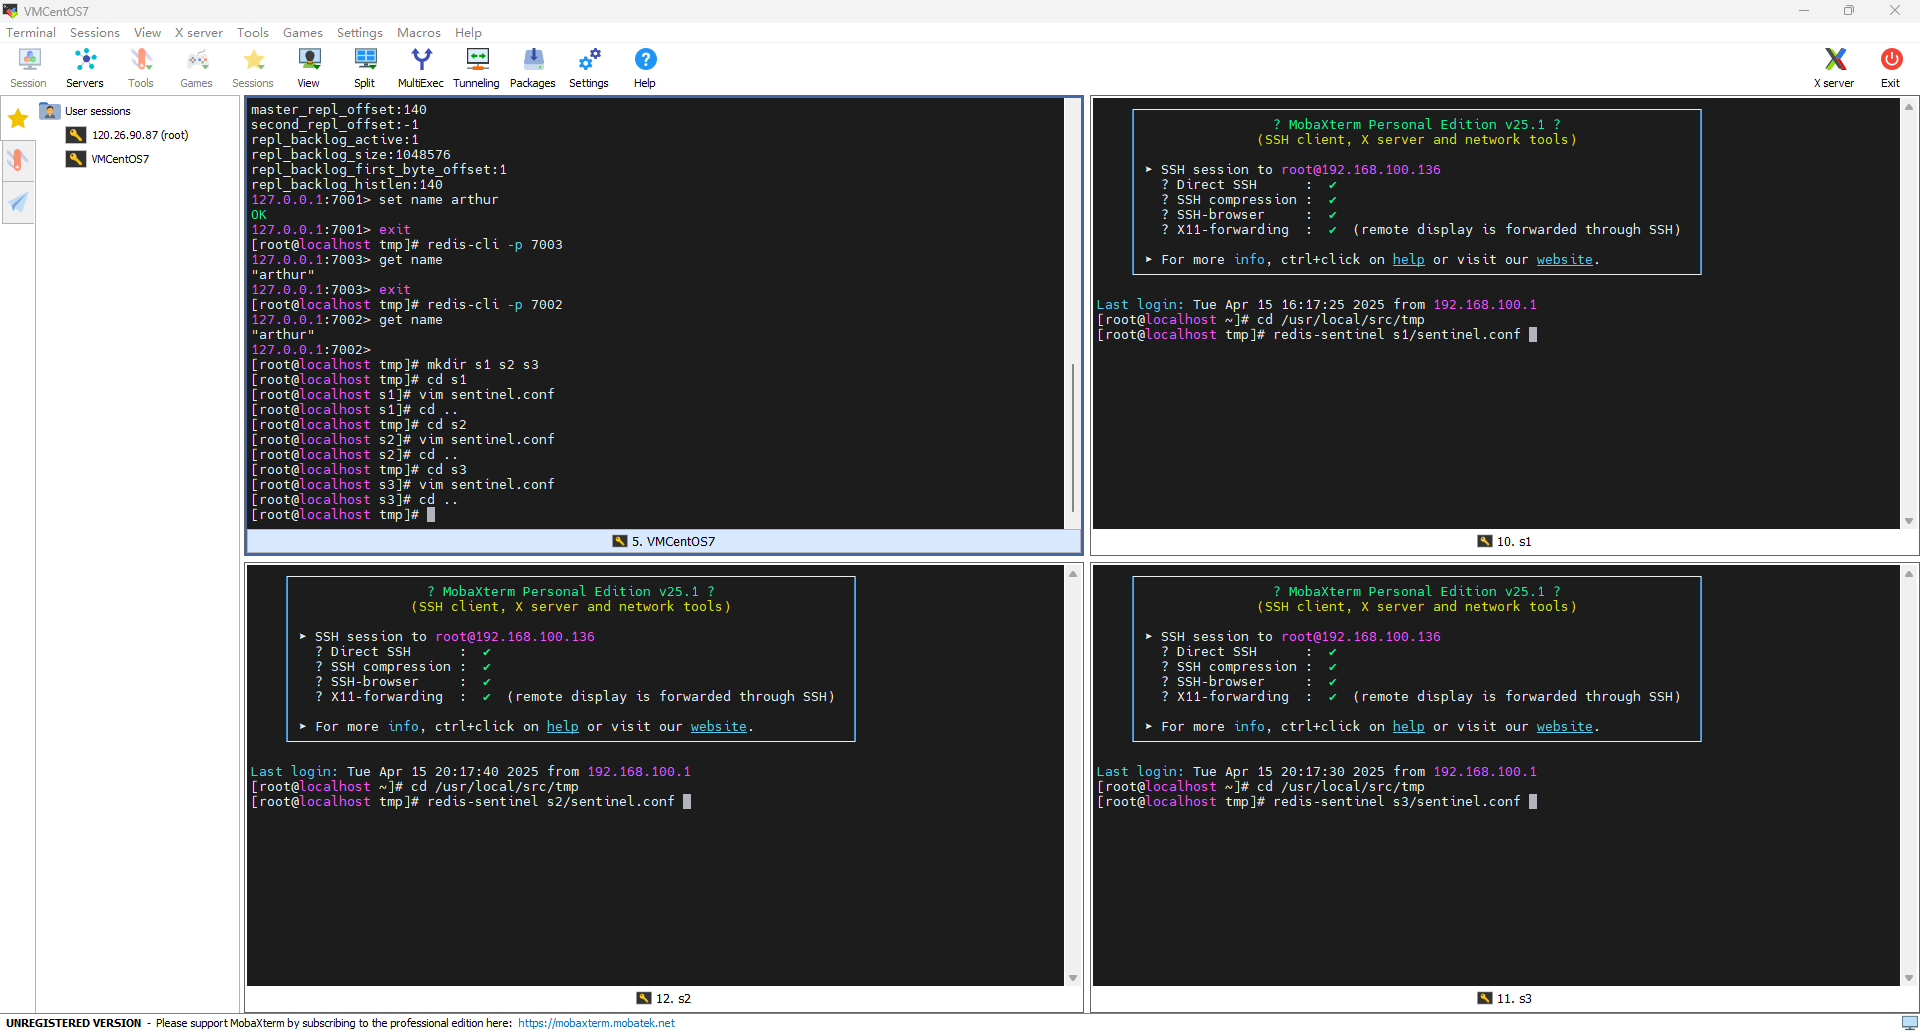 VMCentOS7
Terminal Sessions View X server Tools Games Settings Macros Help
Session Servers Tools Games Sessions View Split MultiExec Tunneling Packages Settings Help X server Exit
User sessions
120.26.90.87 (root)
VMCentOS7
master_repl_offset:140
second_repl_offset:-1
repl_backlog_active:1
repl_backlog_size:1048576
repl_backlog_first_byte_offset:1
repl_backlog_histlen:140
127.0.0.1:7001> set name arthur
OK
127.0.0.1:7001> exit
[root@localhost tmp]# redis-cli -p 7003
127.0.0.1:7003> get name
"arthur"
127.0.0.1:7003> exit
[root@localhost tmp]# redis-cli -p 7002
127.0.0.1:7002> get name
"arthur"
127.0.0.1:7002>
[root@localhost tmp]# mkdir s1 s2 s3
[root@localhost tmp]# cd s1
[root@localhost s1]# vim sentinel.conf
[root@localhost s1]# cd ..
[root@localhost tmp]# cd s2
[root@localhost s2]# vim sentinel.conf
[root@localhost s2]# cd ..
[root@localhost tmp]# cd s3
[root@localhost s3]# vim sentinel.conf
[root@localhost s3]# cd ..
[root@localhost tmp]#
5. VMCentOS7
? MobaXterm Personal Edition v25.1 ?
(SSH client, X server and network tools)
➤ SSH session to root@192.168.100.136
? Direct SSH : ✔
? SSH compression : ✔
? SSH-browser : ✔
? X11-forwarding : ✔ (remote display is forwarded through SSH)
➤ For more info, ctrl+click on help or visit our website.
Last login: Tue Apr 15 16:17:25 2025 from 192.168.100.1
[root@localhost ~]# cd /usr/local/src/tmp
[root@localhost tmp]# redis-sentinel s1/sentinel.conf
10. s1
? MobaXterm Personal Edition v25.1 ?
(SSH client, X server and network tools)
➤ SSH session to root@192.168.100.136
? Direct SSH : ✔
? SSH compression : ✔
? SSH-browser : ✔
? X11-forwarding : ✔ (remote display is forwarded through SSH)
➤ For more info, ctrl+click on help or visit our website.
Last login: Tue Apr 15 20:17:40 2025 from 192.168.100.1
[root@localhost ~]# cd /usr/local/src/tmp
[root@localhost tmp]# redis-sentinel s2/sentinel.conf
12. s2
? MobaXterm Personal Edition v25.1 ?
(SSH client, X server and network tools)
➤ SSH session to root@192.168.100.136
? Direct SSH : ✔
? SSH compression : ✔
? SSH-browser : ✔
? X11-forwarding : ✔ (remote display is forwarded through SSH)
➤ For more info, ctrl+click on help or visit our website.
Last login: Tue Apr 15 20:17:30 2025 from 192.168.100.1
[root@localhost ~]# cd /usr/local/src/tmp
[root@localhost tmp]# redis-sentinel s3/sentinel.conf
11. s3
UNREGISTERED VERSION - Please support MobaXterm by subscribing to the professional edition here: https://mobaxterm.mobatek.net